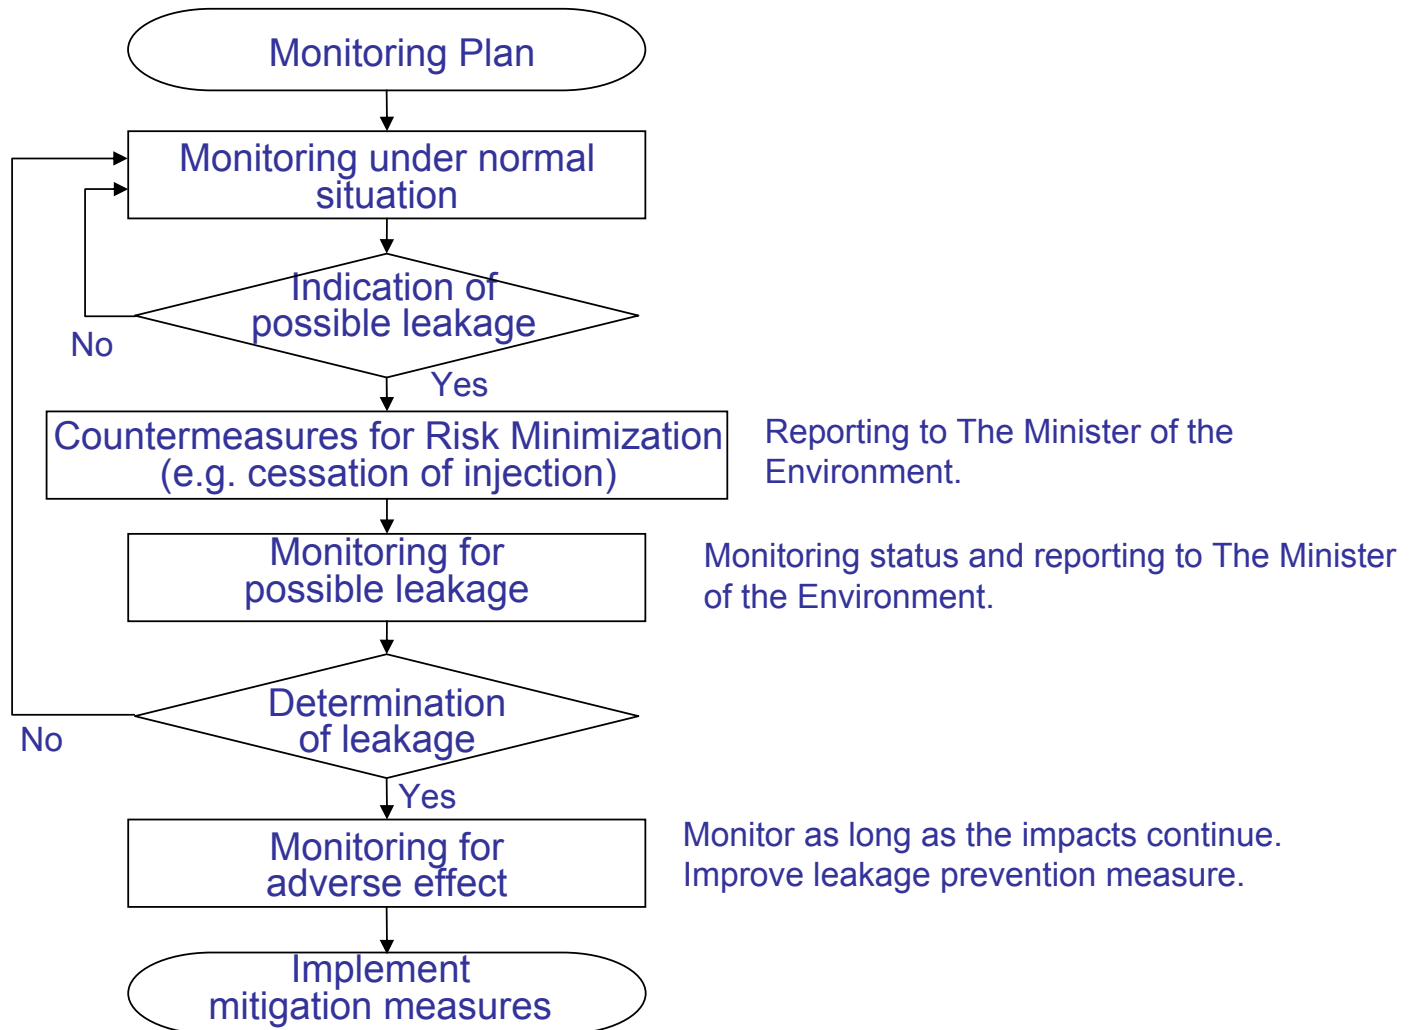 Monitoring Plan
Monitoring under normal
situation
Indication of
possible leakage
No
Yes
Countermeasures for Risk Minimization
(e.g. cessation of injection)
Reporting to The Minister of the
Environment.
Monitoring for
possible leakage
Monitoring status and reporting to The Minister
of the Environment.
Determination
of leakage
No
Yes
Monitoring for
adverse effect
Monitor as long as the impacts continue.
Improve leakage prevention measure.
Implement
mitigation measures